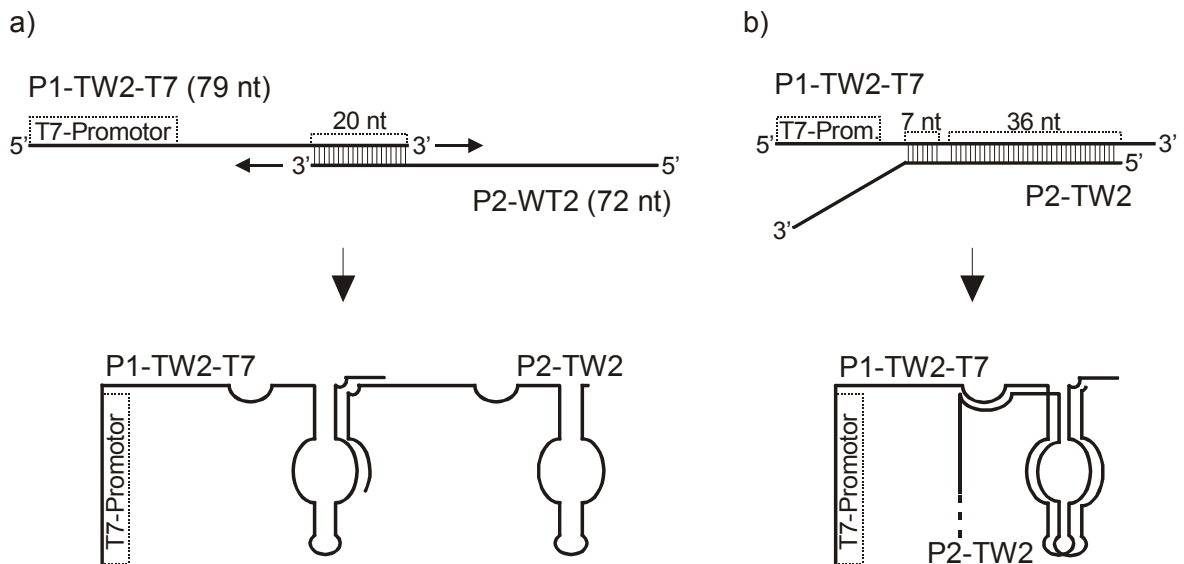 a)
P1-TW2-T7 (79 nt)
20 nt
5' T7-Promotor 3'
3' 5'
P2-WT2 (72 nt)
P1-TW2-T7 P2-TW2
T7-Promotor
b)
P1-TW2-T7
7 nt 36 nt
5' T7-Prom. 3'
5'
P2-TW2
3'
P1-TW2-T7
T7-Promotor
P2-TW2